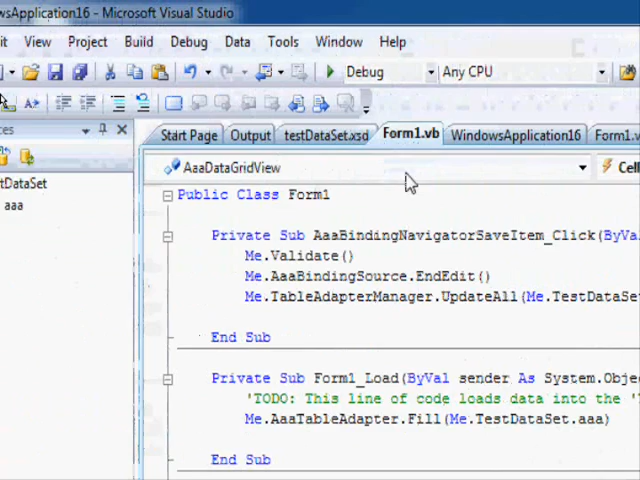 wsApplication16 - Microsoft Visual Studio
it View Project Build Debug Data Tools Window Help
Debug Any CPU
A
ces
Start Page Output testDataSet.xsd Form1.vb WindowsApplication16 Form1.v
AaaDataGridView Cell
tDataSet
aaa
Public Class Form1
Private Sub AaaBindingNavigatorSaveItem_Click(ByVa
Me.Validate()
Me.AaaBindingSource.EndEdit()
Me.TableAdapterManager.UpdateAll(Me.TestDataSe
End Sub
Private Sub Form1_Load(ByVal sender As System.Obje
'TODO: This line of code loads data into the 'T
Me.AaaTableAdapter.Fill(Me.TestDataSet.aaa)
End Sub